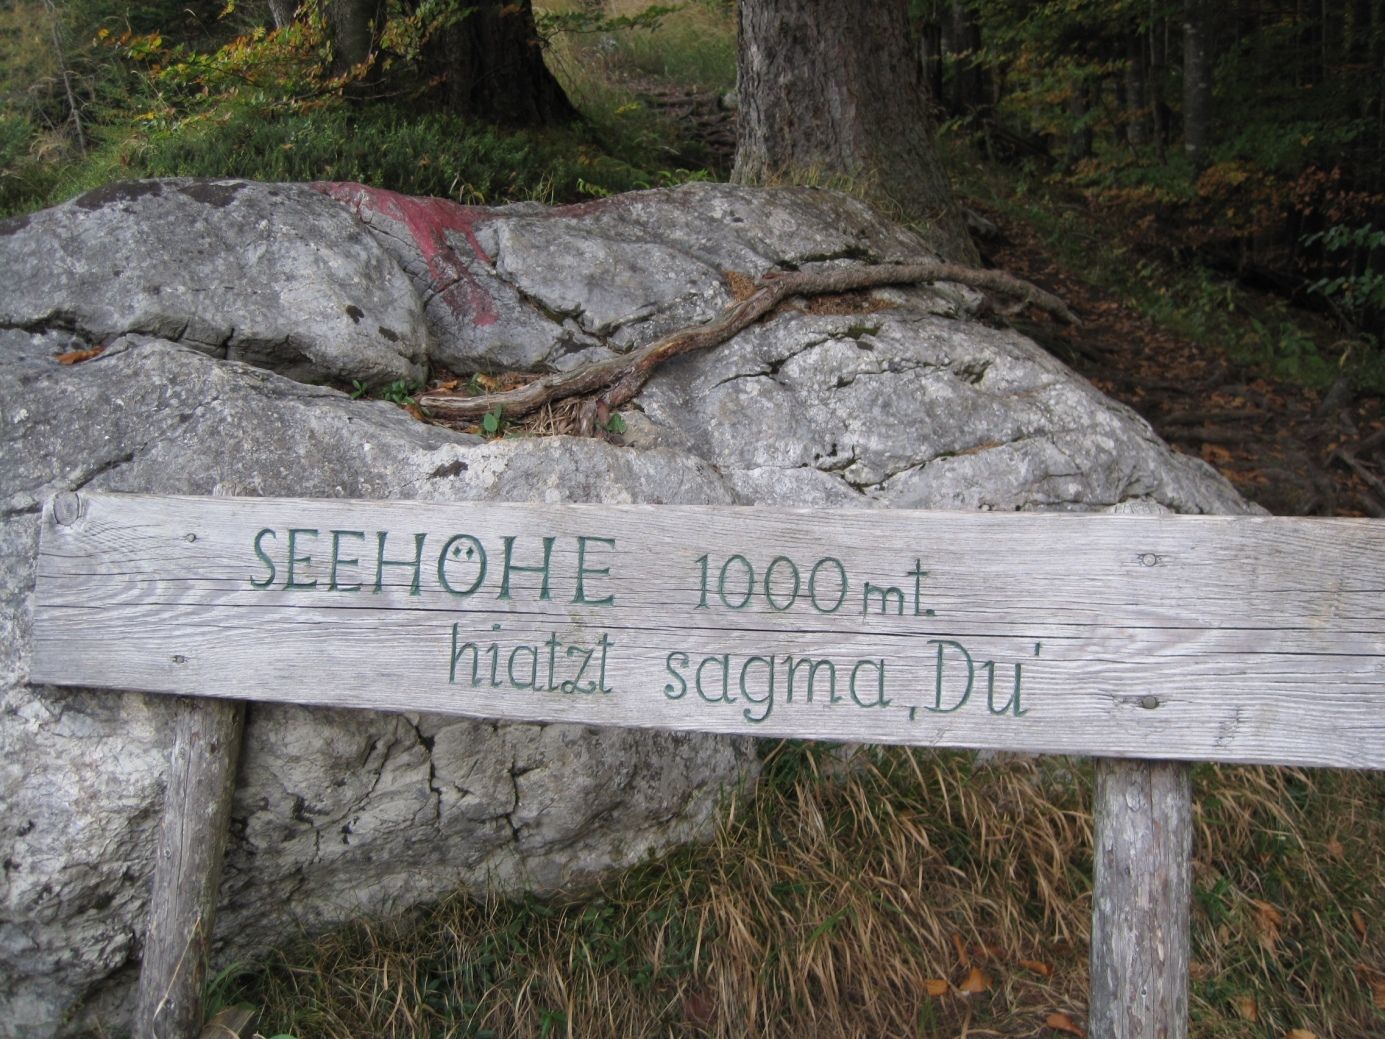 SEEHÖHE 1000 mt.
hiatzt sagma, Du'